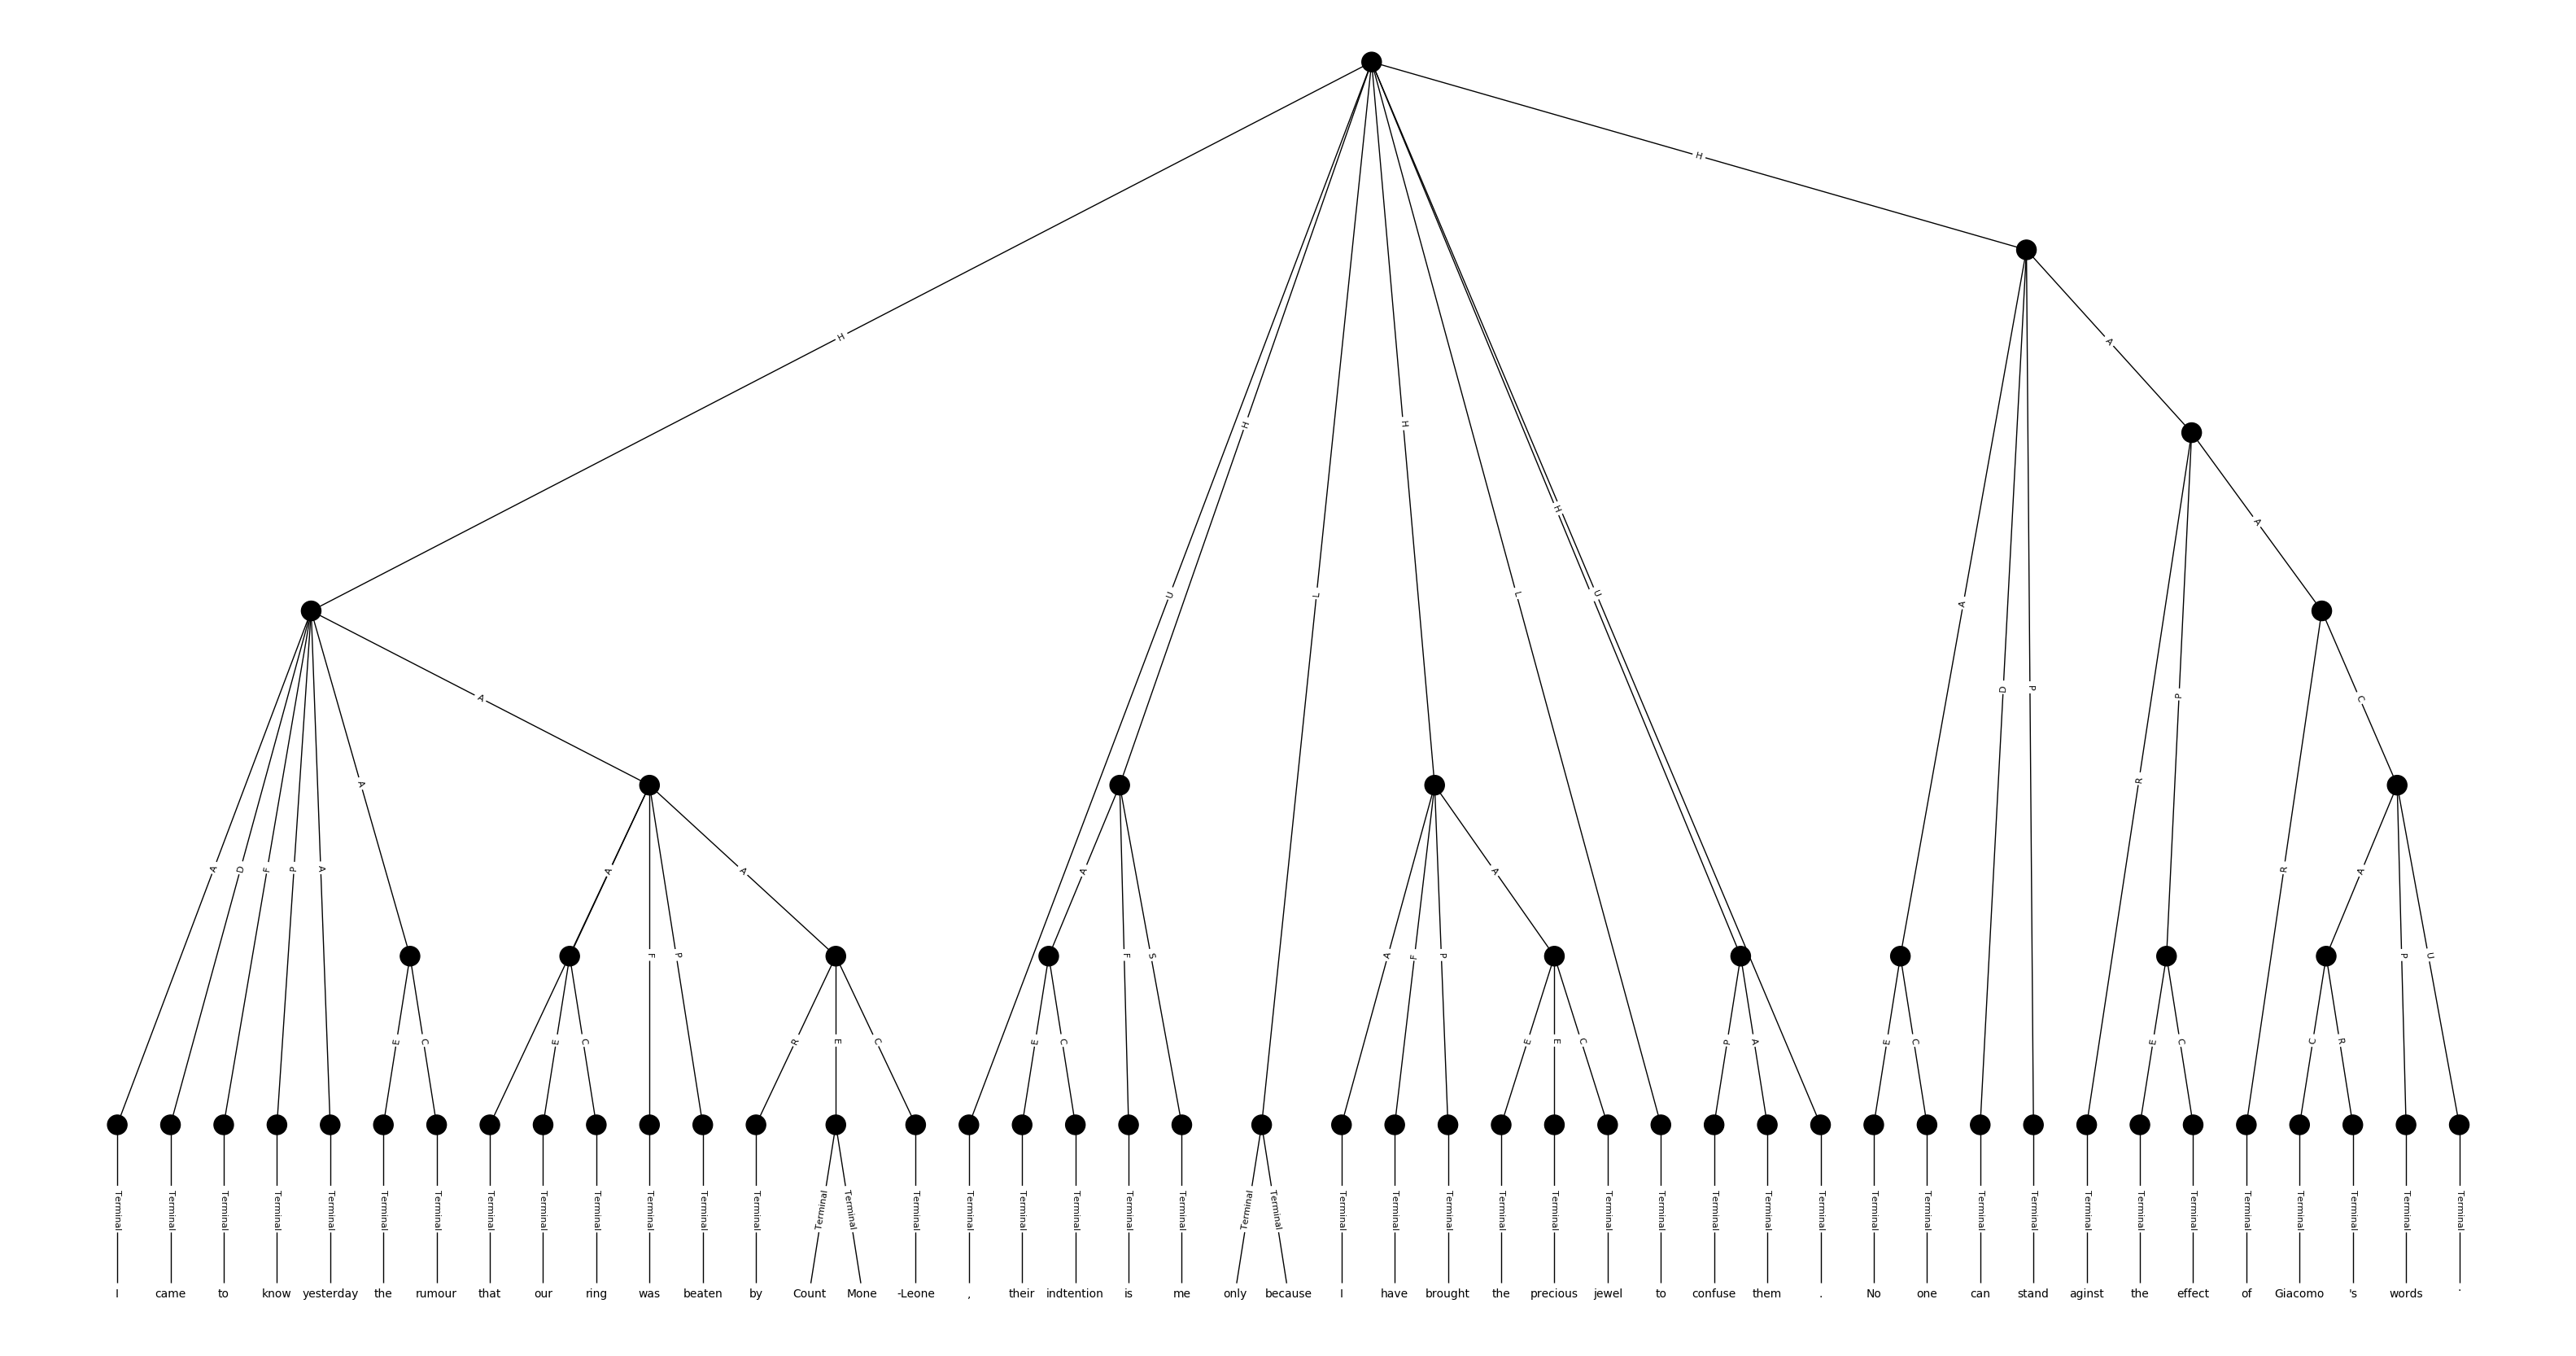 H
H
A
H
H
A
H
U
L
L
U
A
D
P
A
A
R
P
C
A
D
F
P
A
A
A
A
F
S
A
A
R
A
F
P
A
F
P
A
P
U
E
C
E
C
R
E
C
E
C
E
E
C
P
A
E
C
E
C
C
R
Terminal Terminal Terminal Terminal Terminal Terminal Terminal Terminal Terminal Terminal Terminal Terminal Terminal Terminal Terminal Terminal Terminal Terminal Terminal Terminal Terminal Terminal Terminal Terminal Terminal Terminal Terminal Terminal Terminal Terminal Terminal Terminal Terminal Terminal Terminal Terminal Terminal Terminal Terminal Terminal Terminal Terminal Terminal Terminal Terminal
I came to know yesterday the rumour that our ring was beaten by Count Mone -Leone , their indtention is me only because I have brought the precious jewel to confuse them . No one can stand aginst the effect of Giacomo 's words .